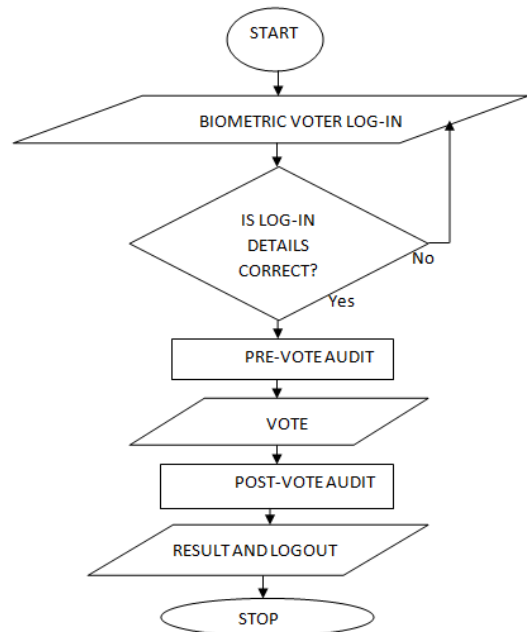 START
BIOMETRIC VOTER LOG-IN
IS LOG-IN
DETAILS
CORRECT?
No
Yes
PRE-VOTE AUDIT
VOTE
POST-VOTE AUDIT
RESULT AND LOGOUT
STOP